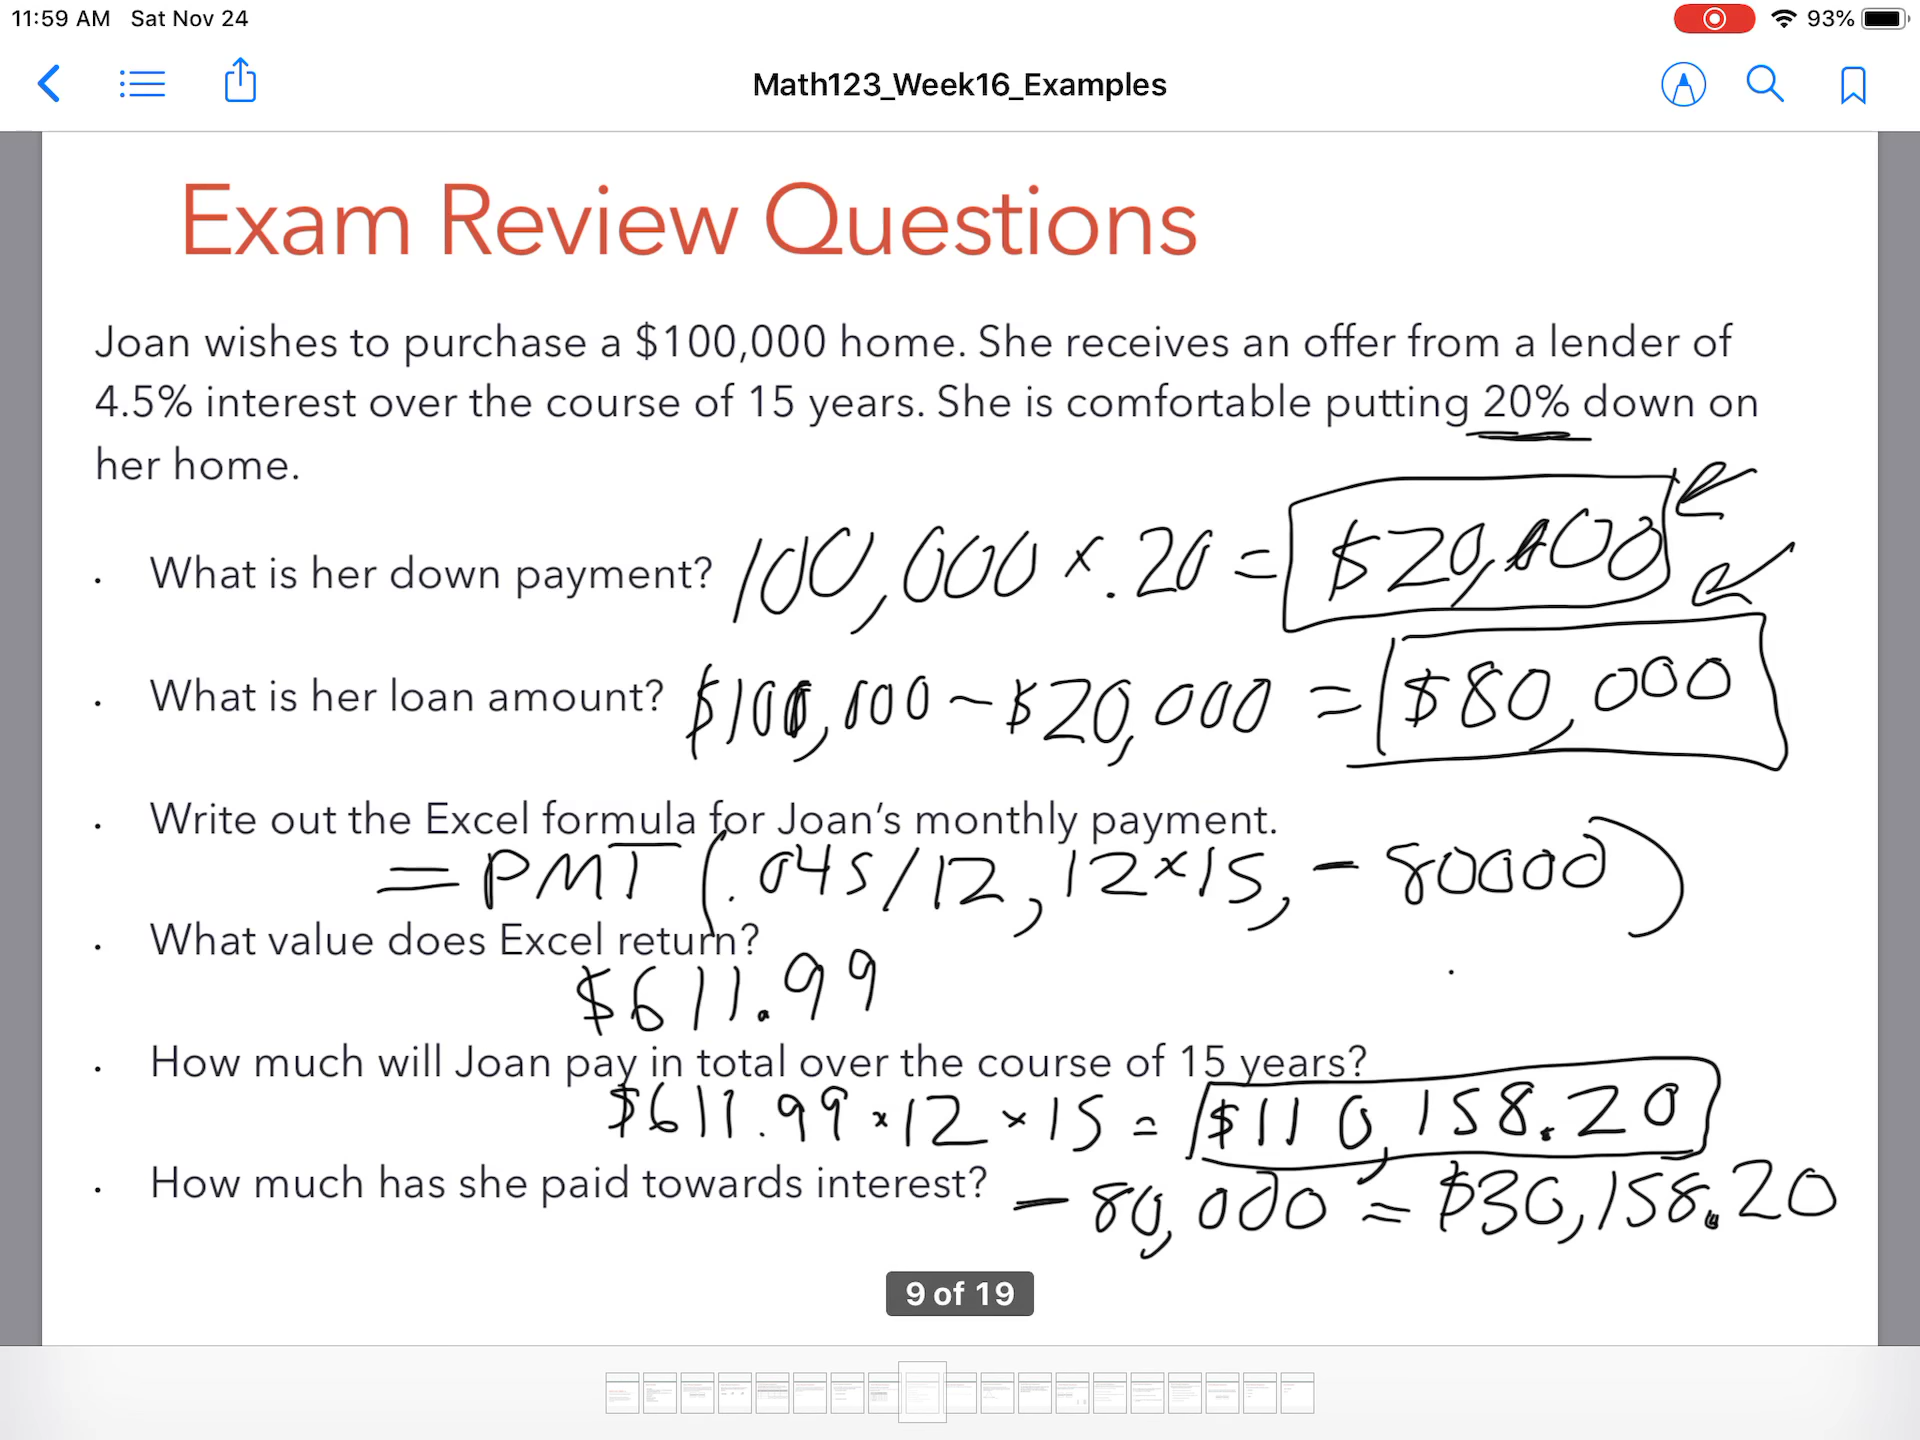 11:59 AM Sat Nov 24 93%
Math123_Week16_Examples
Exam Review Questions
Joan wishes to purchase a $100,000 home. She receives an offer from a lender of
4.5% interest over the course of 15 years. She is comfortable putting 20% down on
her home.
· What is her down payment? 100,000 × .20 = $20,000
· What is her loan amount? $100,000 - $20,000 = $80,000
· Write out the Excel formula for Joan's monthly payment.
= PMT (.045/12, 12×15, - 80000)
· What value does Excel return?
$611.99
· How much will Joan pay in total over the course of 15 years?
$611.99 × 12 × 15 = $110,158.20
· How much has she paid towards interest? - 80,000 = $30,158.20
9 of 19